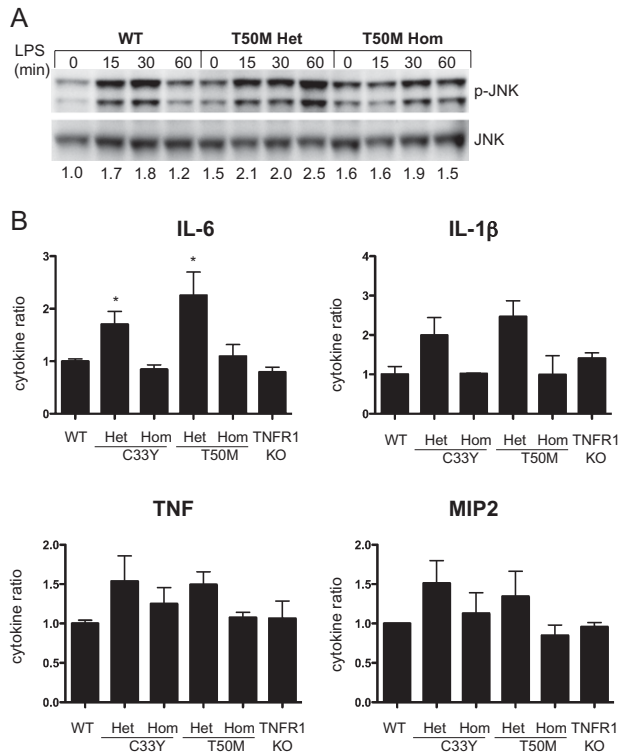 A
LPS (min)
WT T50M Het T50M Hom
0 15 30 60 0 15 30 60 0 15 30 60
p-JNK
JNK
1.0 1.7 1.8 1.2 1.5 2.1 2.0 2.5 1.6 1.6 1.9 1.5
B
IL-6
cytokine ratio
3
2
1
0
* *
WT Het Hom Het Hom TNFR1 KO
C33Y T50M
IL-1β
cytokine ratio
4
3
2
1
0
WT Het Hom Het Hom TNFR1 KO
C33Y T50M
TNF
cytokine ratio
2.0
1.5
1.0
0.5
0.0
WT Het Hom Het Hom TNFR1 KO
C33Y T50M
MIP2
cytokine ratio
2.0
1.5
1.0
0.5
0.0
WT Het Hom Het Hom TNFR1 KO
C33Y T50M